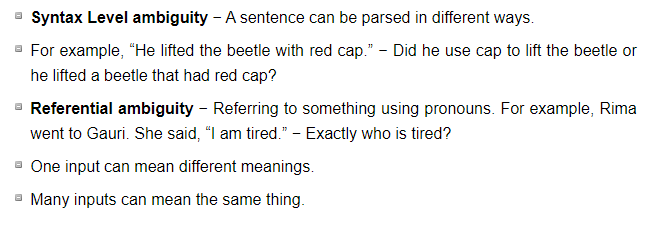 Syntax Level ambiguity − A sentence can be parsed in different ways.
For example, “He lifted the beetle with red cap.” − Did he use cap to lift the beetle or
he lifted a beetle that had red cap?
Referential ambiguity − Referring to something using pronouns. For example, Rima
went to Gauri. She said, “I am tired.” − Exactly who is tired?
One input can mean different meanings.
Many inputs can mean the same thing.